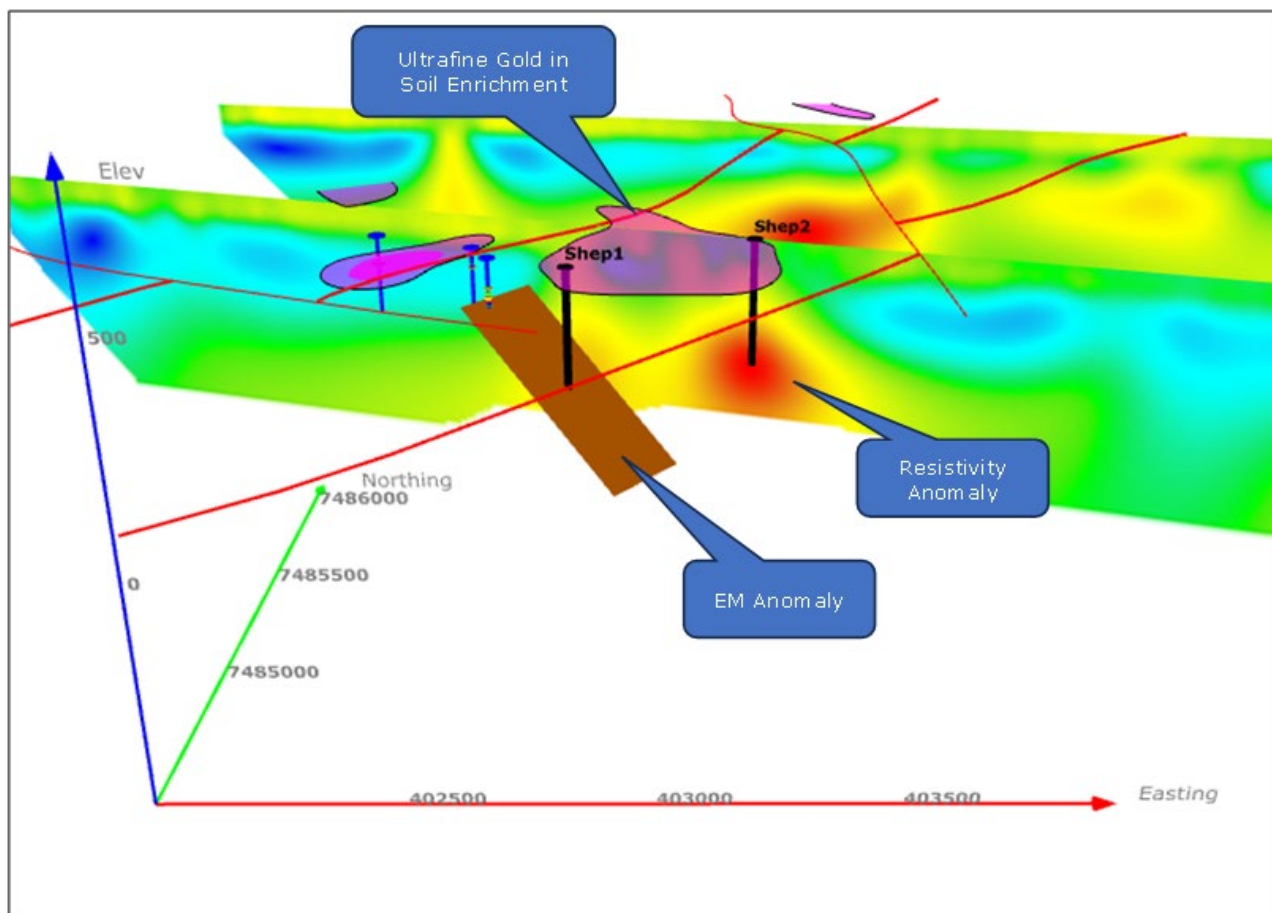 Ultrafine Gold in
Soil Enrichment
Elev
Shep2
Shep1
500
Resistivity
Anomaly
Northing
7486000
7485500
0
EM Anomaly
7485000
402500
403000
403500
Easting